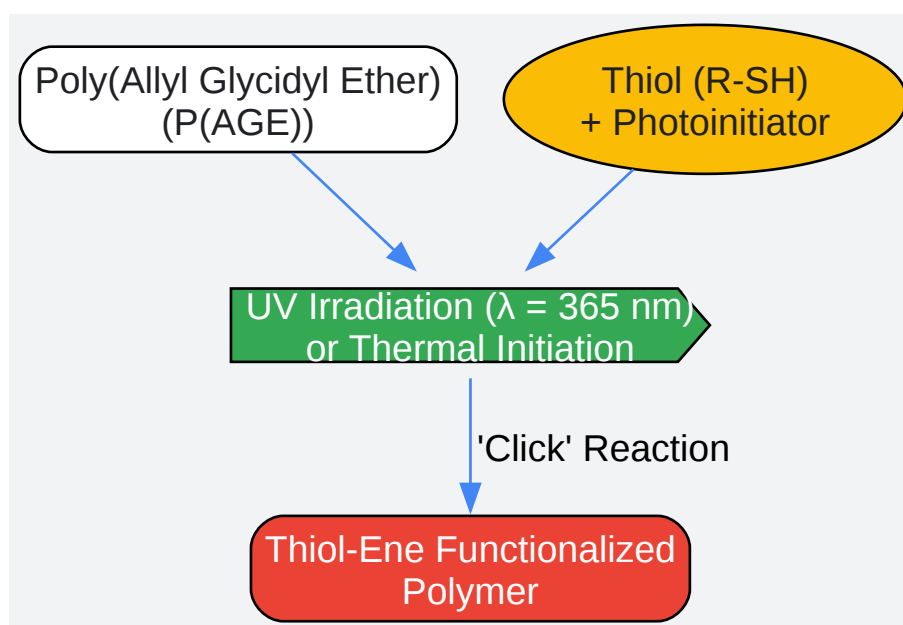 Poly(Allyl Glycidyl Ether)
(P(AGE))
Thiol (R-SH)
+ Photoinitiator
UV Irradiation (λ = 365 nm)
or Thermal Initiation
'Click' Reaction
Thiol-Ene Functionalized
Polymer